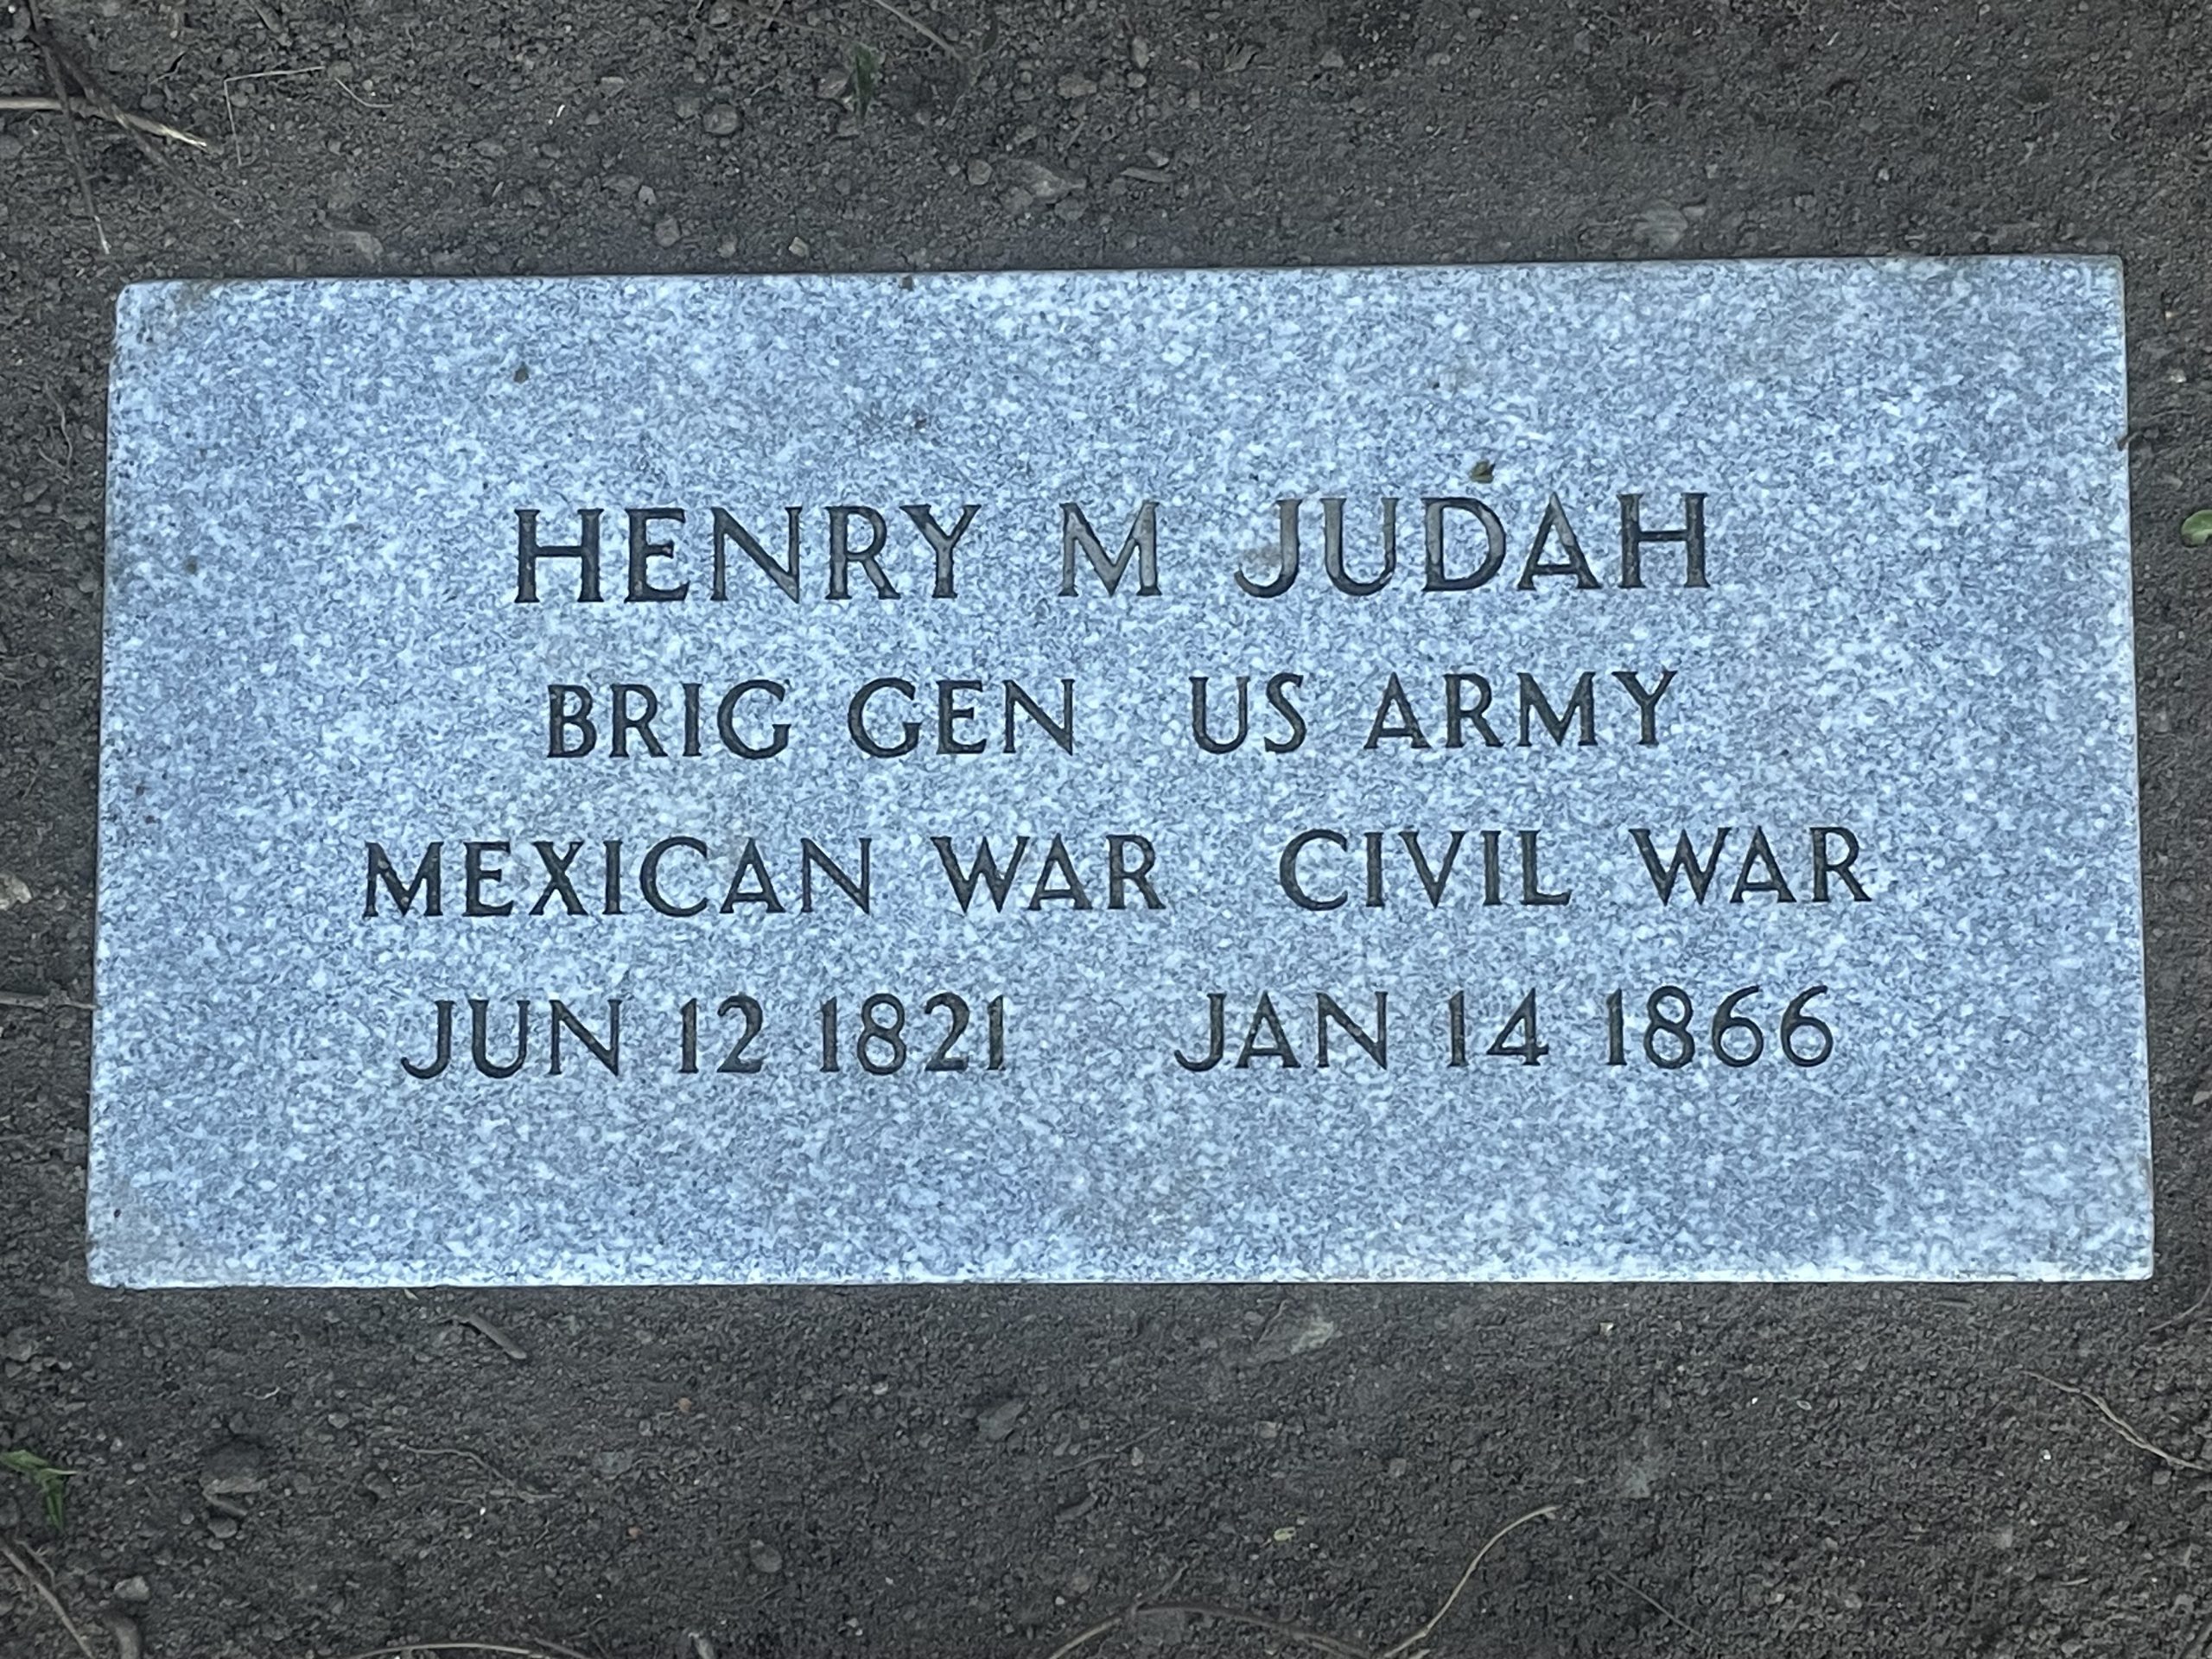 HENRY M JUDAH
BRIG GEN US ARMY
MEXICAN WAR CIVIL WAR
JUN 12 1821 JAN 14 1866